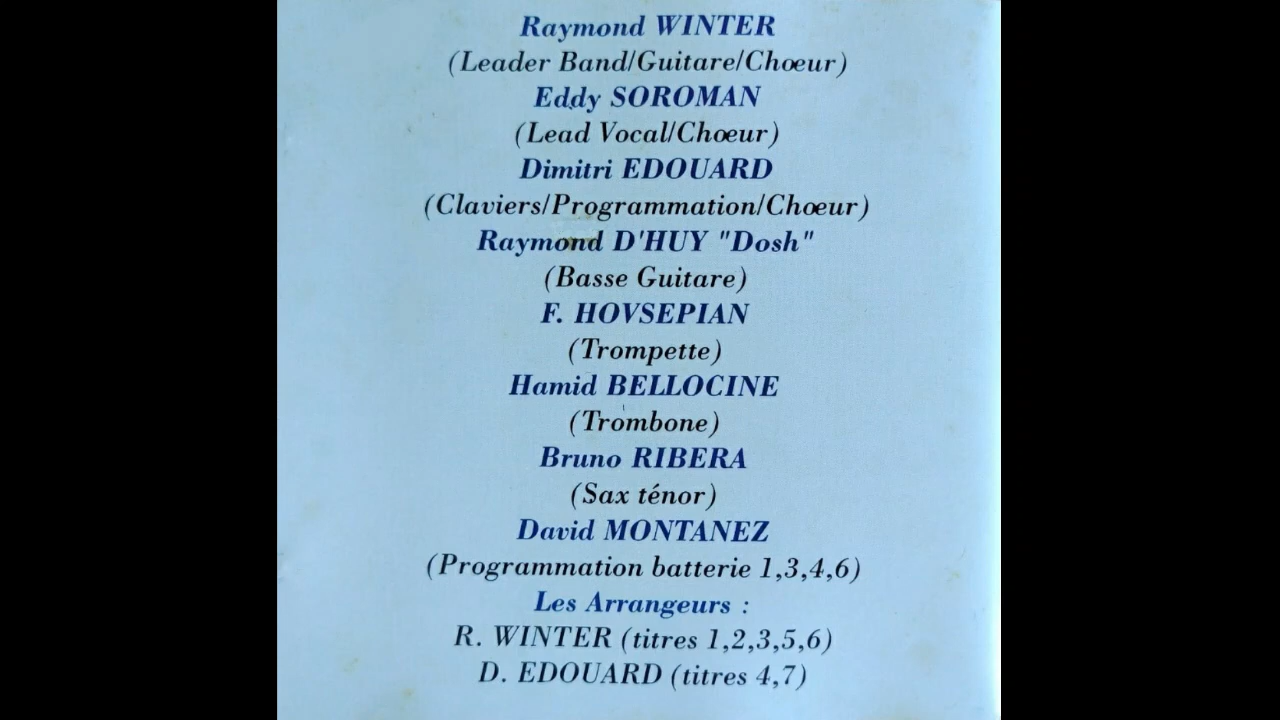 Raymond WINTER
(Leader Band/Guitare/Chœur)
Eddy SOROMAN
(Lead Vocal/Chœur)
Dimitri EDOUARD
(Claviers/Programmation/Chœur)
Raymond D'HUY "Dosh"
(Basse Guitare)
F. HOVSEPIAN
(Trompette)
Hamid BELLOCINE
(Trombone)
Bruno RIBERA
(Sax ténor)
David MONTANEZ
(Programmation batterie 1,3,4,6)
Les Arrangeurs :
R. WINTER (titres 1,2,3,5,6)
D. EDOUARD (titres 4,7)